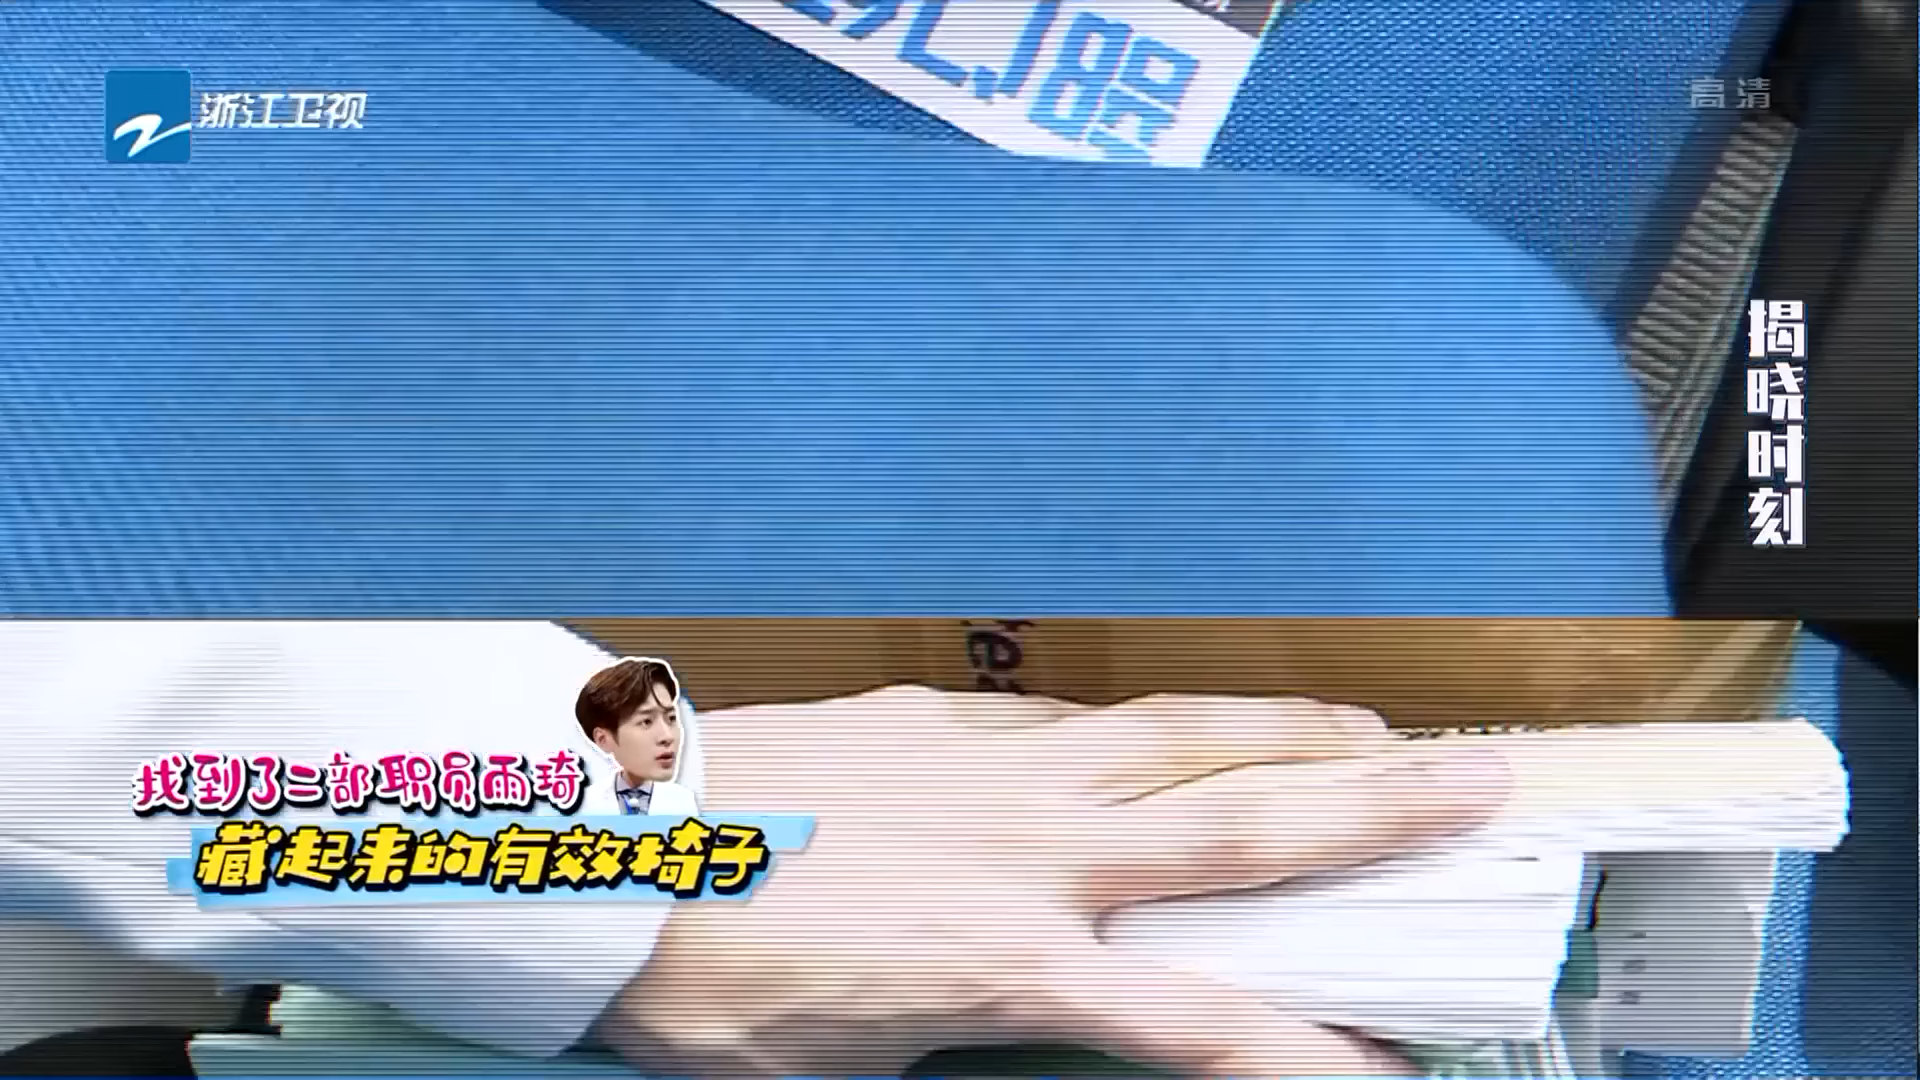 浙江卫视
高清
揭晓时刻
找到了二部职员雨琦
藏起来的有效椅子